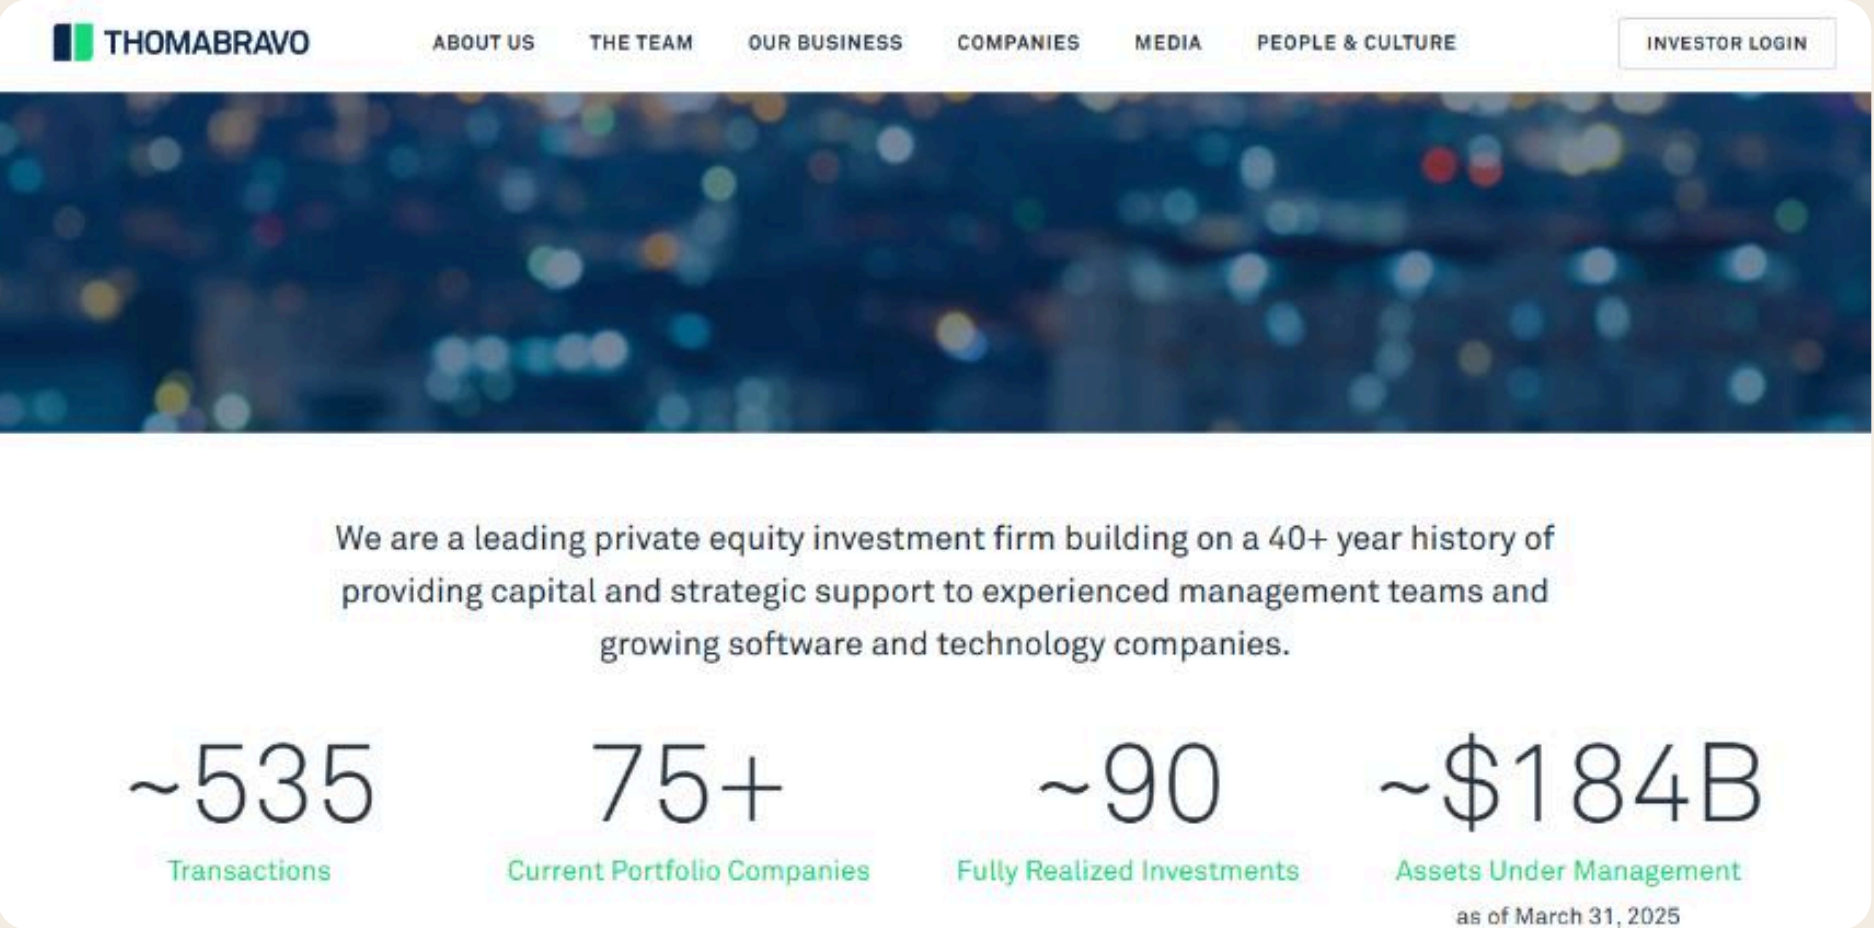 THOMABRAVO
ABOUT US
THE TEAM
OUR BUSINESS
COMPANIES
MEDIA
PEOPLE & CULTURE
INVESTOR LOGIN
We are a leading private equity investment firm building on a 40+ year history of
providing capital and strategic support to experienced management teams and
growing software and technology companies.
~535
Transactions
75+
Current Portfolio Companies
~90
Fully Realized Investments
~$184B
Assets Under Management
as of March 31, 2025